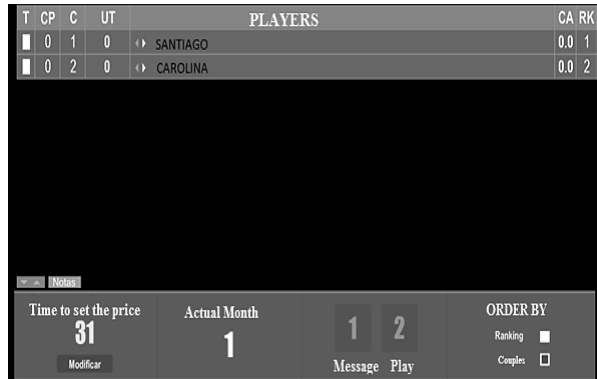 T CP C UT PLAYERS CA RK
0 1 0 SANTIAGO 0.0 1
0 2 0 CAROLINA 0.0 2
Notas
Time to set the price
31
Modificar
Actual Month
1
1 2
Message Play
ORDER BY
Ranking
Couples